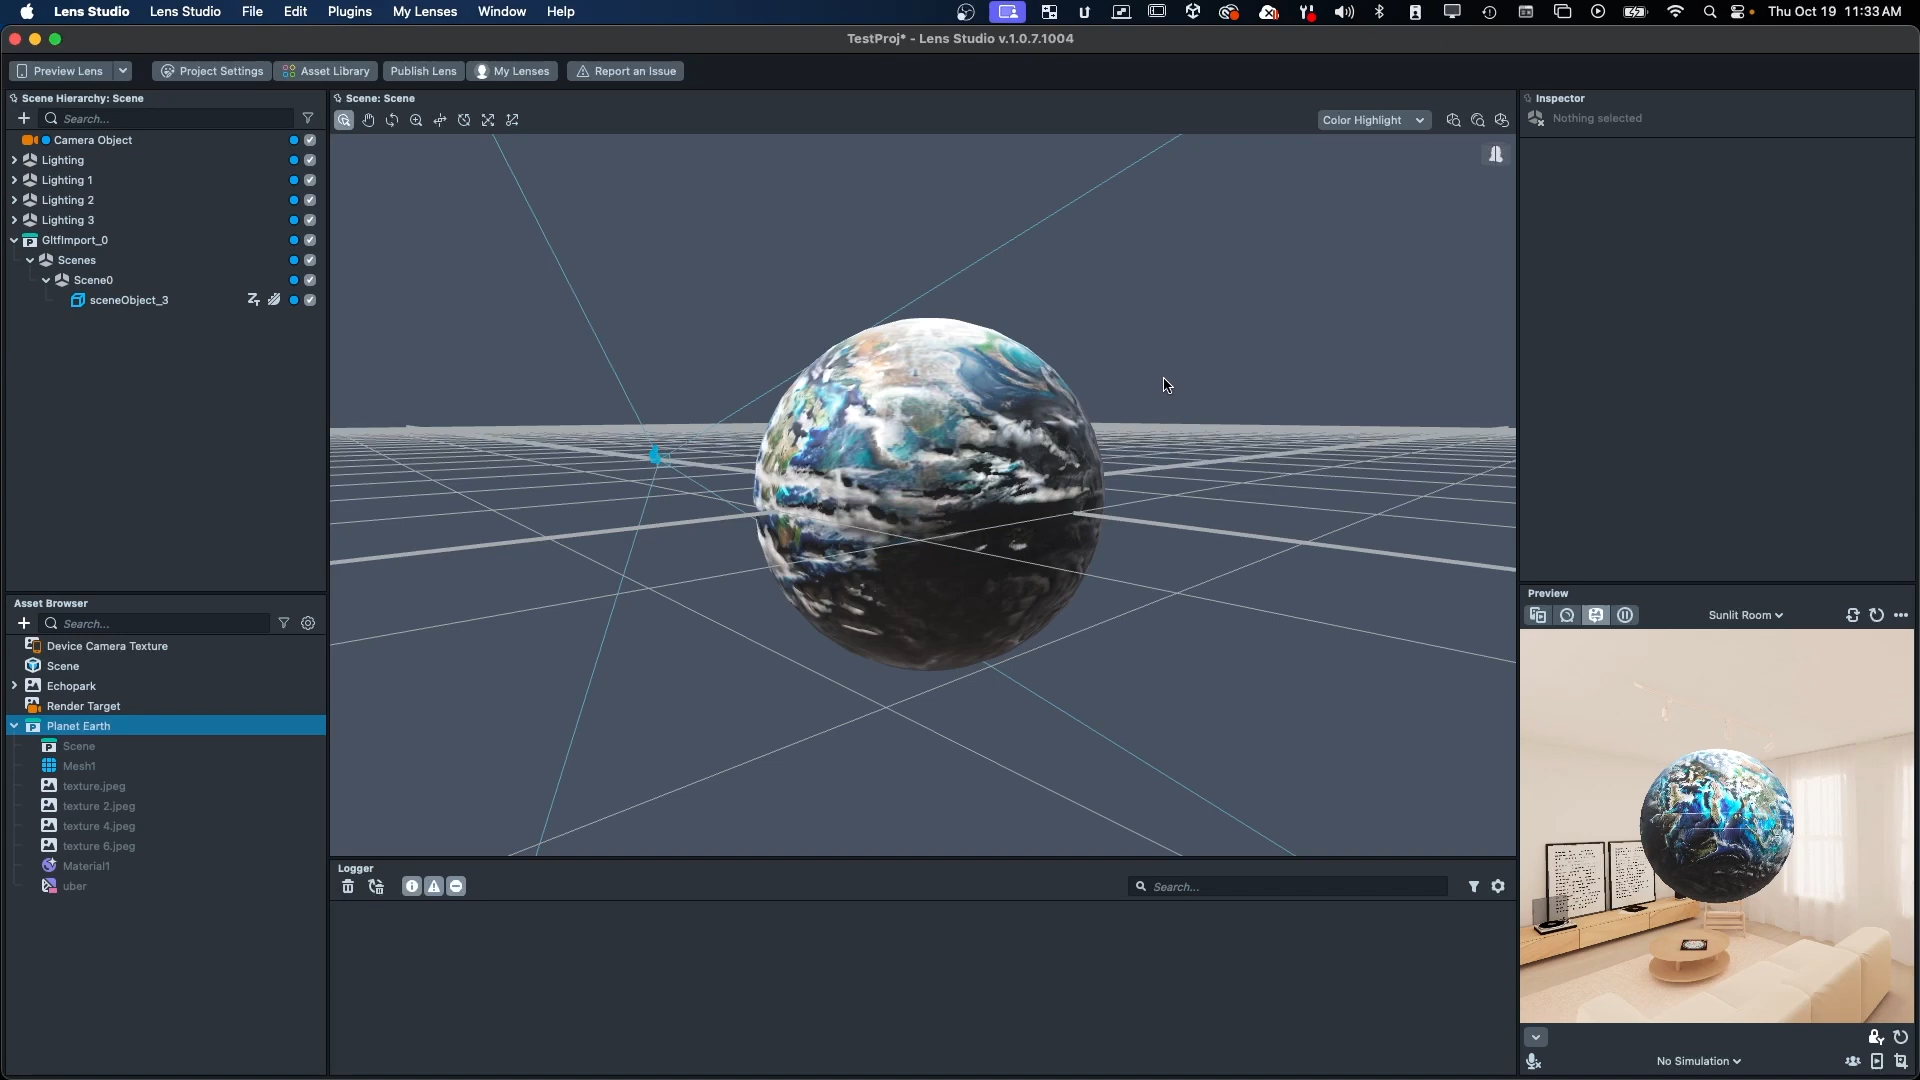 Lens Studio Lens Studio File Edit Plugins My Lenses Window Help Thu Oct 19 11:33 AM
TestProj* - Lens Studio v.1.0.7.1004
Preview Lens Project Settings Asset Library Publish Lens My Lenses Report an Issue
Scene Hierarchy: Scene
Search...
Camera Object
Lighting
Lighting 1
Lighting 2
Lighting 3
GltfImport_0
Scenes
Scene0
sceneObject_3
Asset Browser
Search...
Device Camera Texture
Scene
Echopark
Render Target
Planet Earth
Scene
Mesh1
texture.jpeg
texture 2.jpeg
texture 4.jpeg
texture 6.jpeg
Material1
uber
Scene: Scene
Color Highlight
Logger
Search...
Inspector
Nothing selected
Preview
Sunlit Room
No Simulation